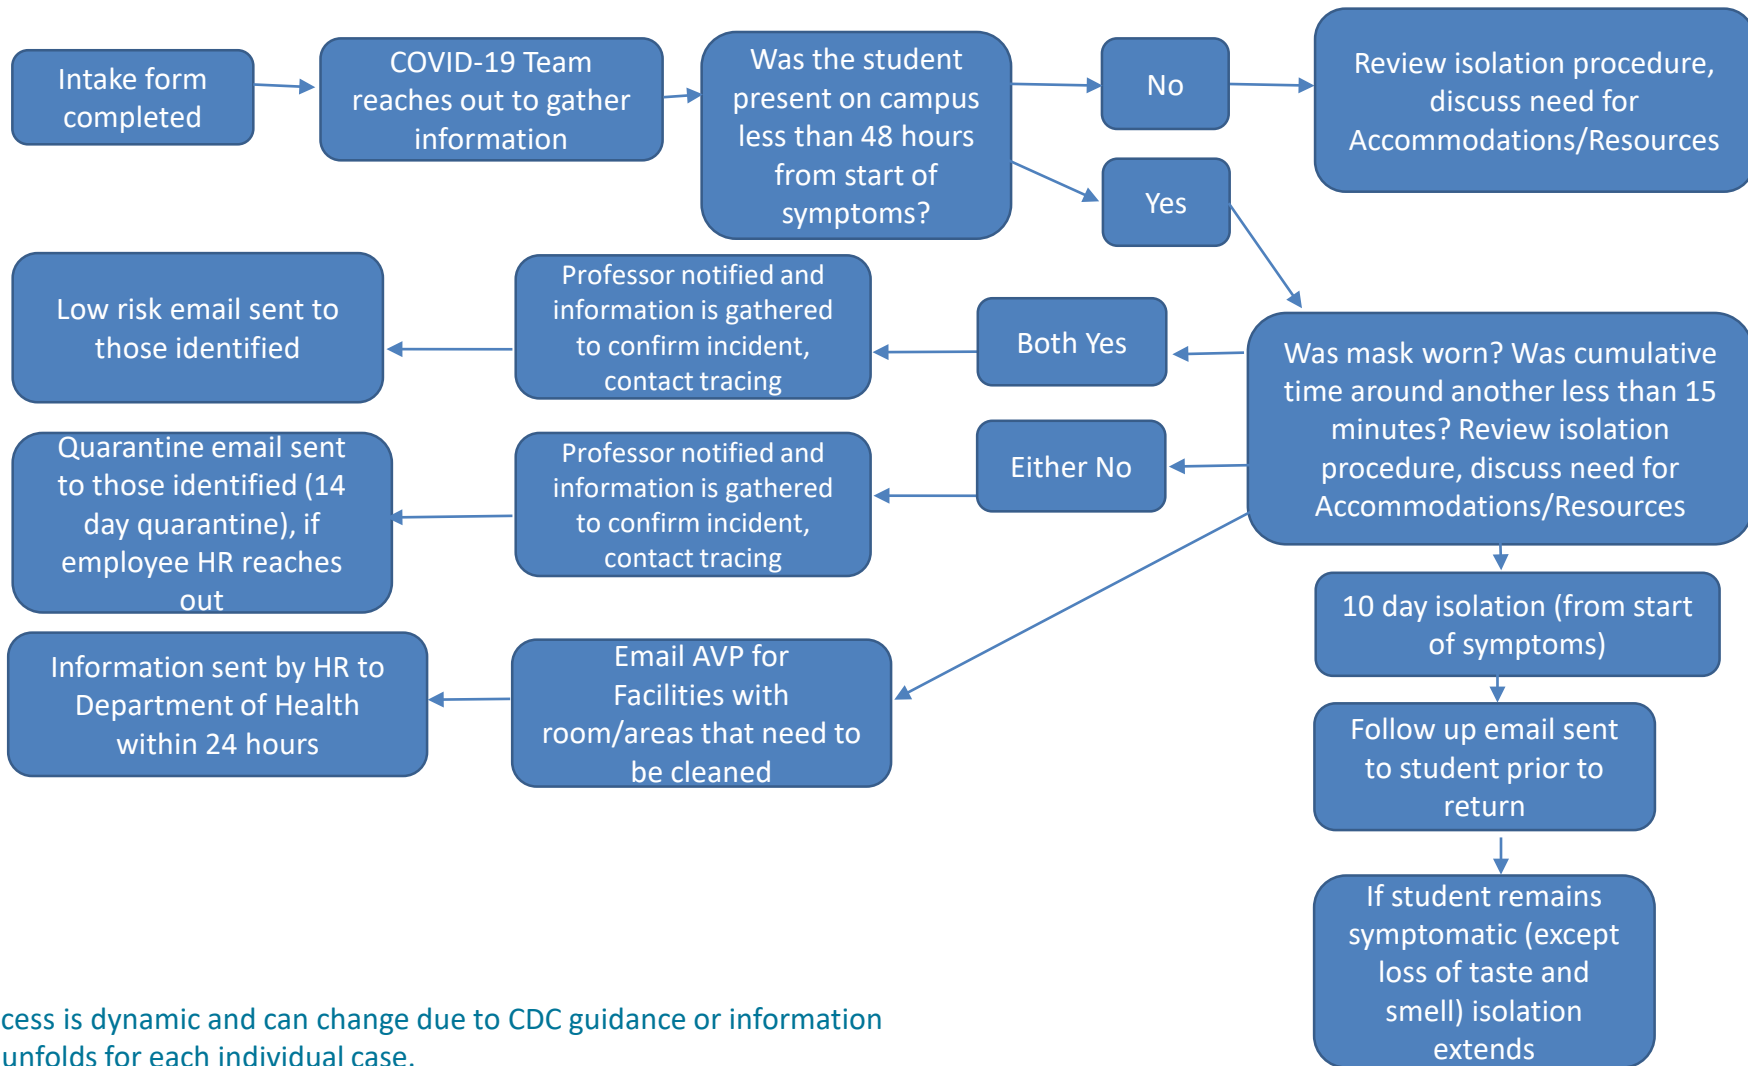 Intake form
completed
COVID-19 Team
reaches out to gather
information
Was the student
present on campus
less than 48 hours
from start of
symptoms?
No
Yes
Review isolation procedure,
discuss need for
Accommodations/Resources
Low risk email sent to
those identified
Professor notified and
information is gathered
to confirm incident,
contact tracing
Both Yes
Was mask worn? Was cumulative
time around another less than 15
minutes? Review isolation
procedure, discuss need for
Accommodations/Resources
Quarantine email sent
to those identified (14
day quarantine), if
employee HR reaches
out
Professor notified and
information is gathered
to confirm incident,
contact tracing
Either No
10 day isolation (from start
of symptoms)
Information sent by HR to
Department of Health
within 24 hours
Email AVP for
Facilities with
room/areas that need to
be cleaned
Follow up email sent
to student prior to
return
If student remains
symptomatic (except
loss of taste and
smell) isolation
extends
cess is dynamic and can change due to CDC guidance or information
unfolds for each individual case.